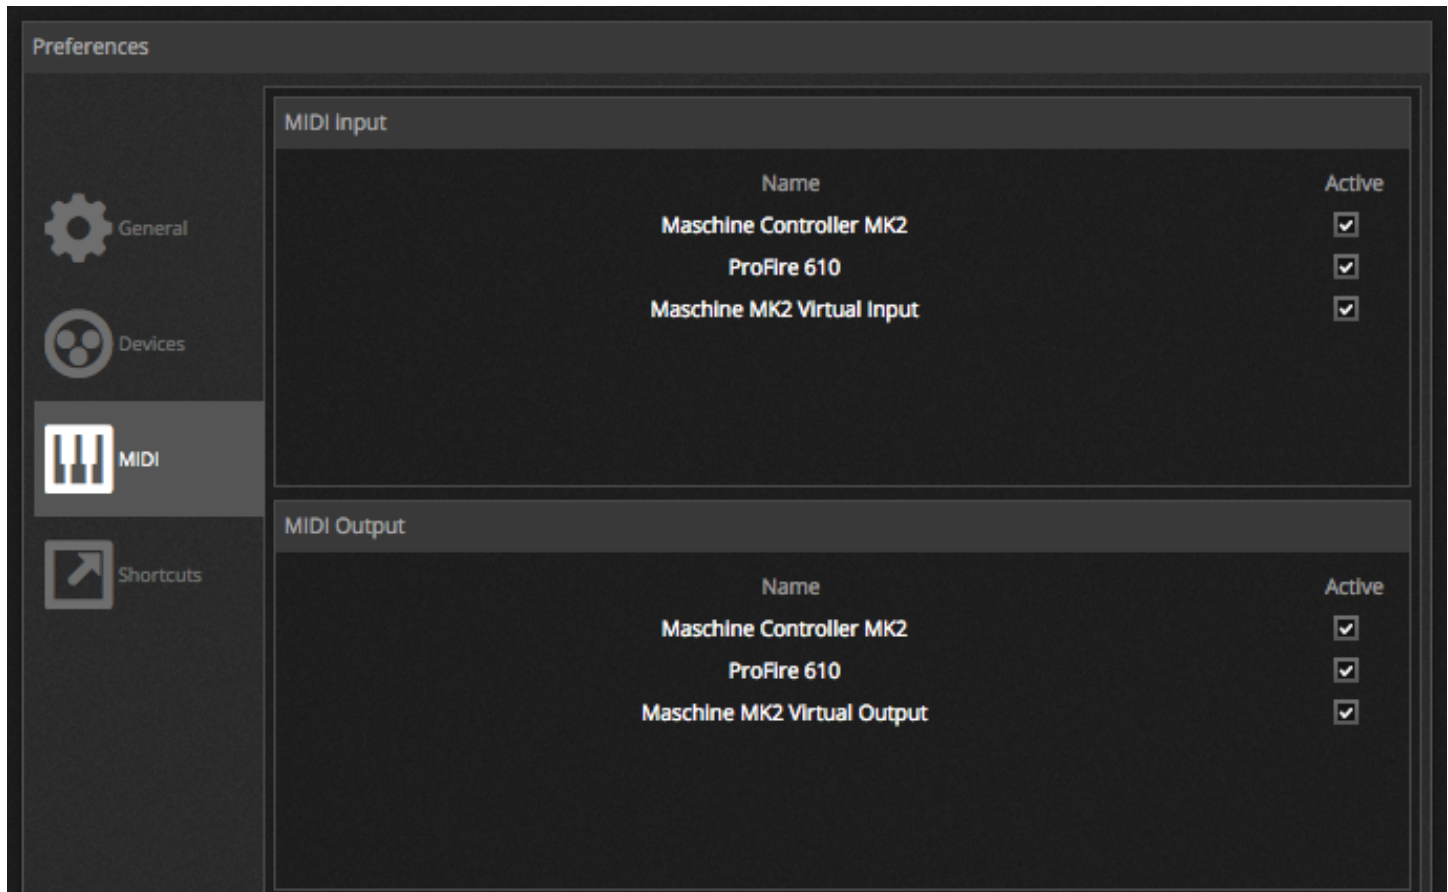 Preferences
General
Devices
MIDI
Shortcuts
MIDI Input
Name Active
Maschine Controller MK2
ProFire 610
Maschine MK2 Virtual Input
MIDI Output
Name Active
Maschine Controller MK2
ProFire 610
Maschine MK2 Virtual Output